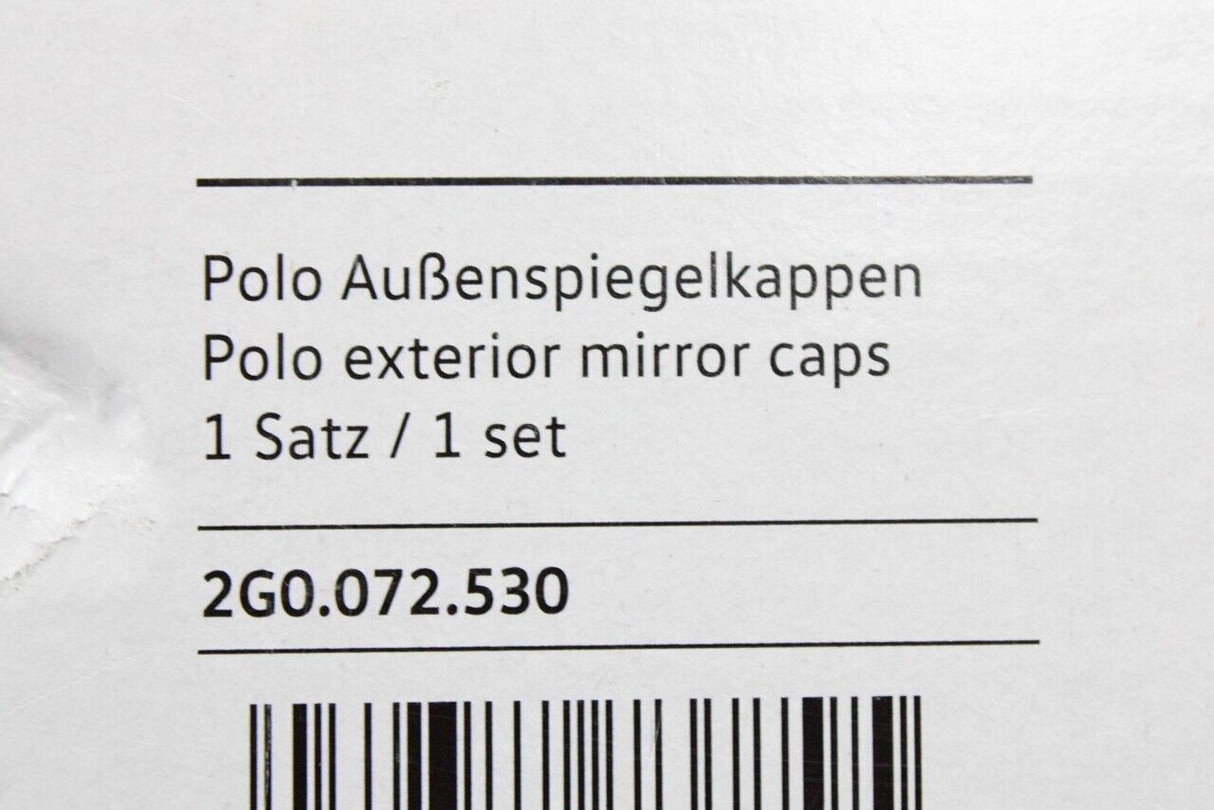 Polo Außenspiegelkappen
Polo exterior mirror caps
1 Satz / 1 set
2G0.072.530